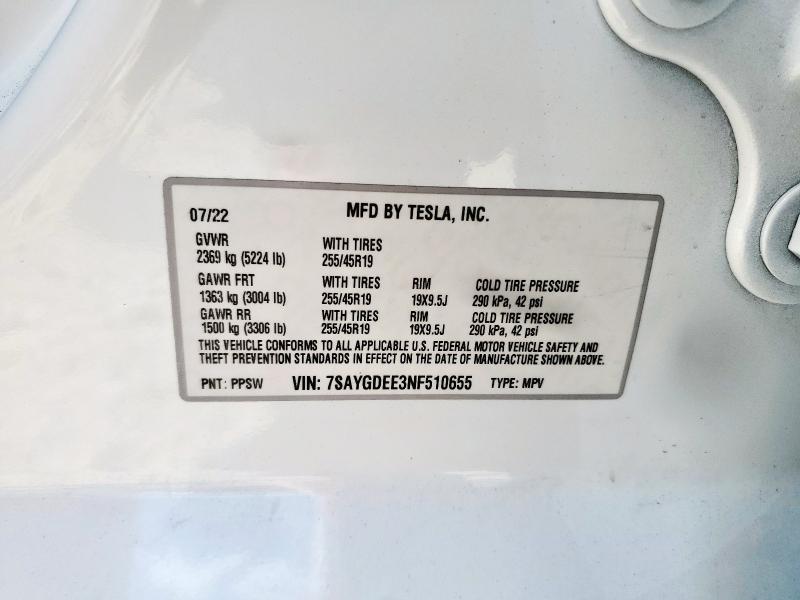 07/22 MFD BY TESLA, INC.
GVWR WITH TIRES
2369 kg (5224 lb) 255/45R19
GAWR FRT WITH TIRES RIM COLD TIRE PRESSURE
1363 kg (3004 lb) 255/45R19 19X9.5J 290 kPa, 42 psi
GAWR RR WITH TIRES RIM COLD TIRE PRESSURE
1500 kg (3306 lb) 255/45R19 19X9.5J 290 kPa, 42 psi
THIS VEHICLE CONFORMS TO ALL APPLICABLE U.S. FEDERAL MOTOR VEHICLE SAFETY AND
THEFT PREVENTION STANDARDS IN EFFECT ON THE DATE OF MANUFACTURE SHOWN ABOVE.
PNT: PPSW VIN: 7SAYGDEE3NF510655 TYPE: MPV